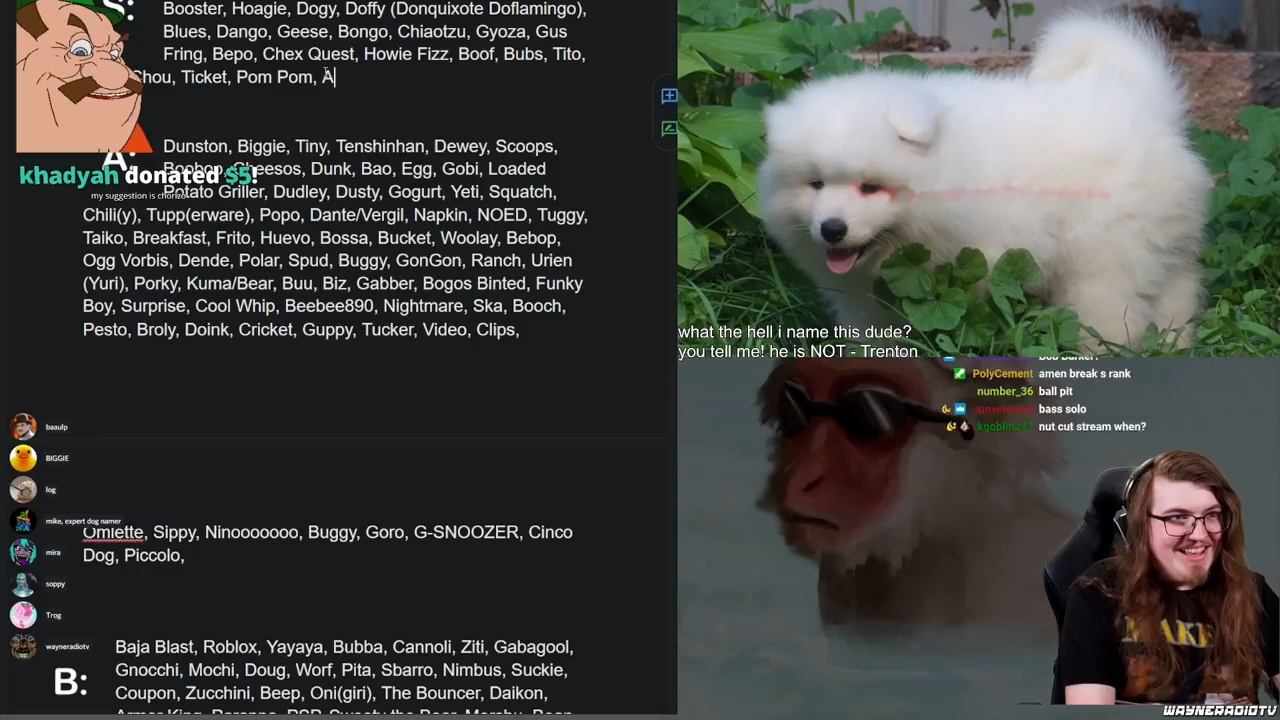 S:
Booster, Hoagie, Dogy, Doffy (Donquixote Doflamingo),
Blues, Dango, Geese, Bongo, Chiaotzu, Gyoza, Gus
Fring, Bepo, Chex Quest, Howie Fizz, Boof, Bubs, Tito,
Chou, Ticket, Pom Pom, A
khadyah donated $5!
my suggestion is chorizo
A:
Dunston, Biggie, Tiny, Tenshinhan, Dewey, Scoops,
Dunk, Bao, Egg, Gobi, Loaded
Potato Griller, Dudley, Dusty, Gogurt, Yeti, Squatch,
Chili(y), Tupp(erware), Popo, Dante/Vergil, Napkin, NOED, Tuggy,
Taiko, Breakfast, Frito, Huevo, Bossa, Bucket, Woolay, Bebop,
Ogg Vorbis, Dende, Polar, Spud, Buggy, GonGon, Ranch, Urien
(Yuri), Porky, Kuma/Bear, Buu, Biz, Gabber, Bogos Binted, Funky
Boy, Surprise, Cool Whip, Beebee890, Nightmare, Ska, Booch,
Pesto, Broly, Doink, Cricket, Guppy, Tucker, Video, Clips,
baaulp
BIGGIE
log
mike, expert dog namer
mira
soppy
Trog
wayneradiotv
Omlette, Sippy, Ninooooooo, Buggy, Goro, G-SNOOZER, Cinco
Dog, Piccolo,
B:
Baja Blast, Roblox, Yayaya, Bubba, Cannoli, Ziti, Gabagool,
Gnocchi, Mochi, Doug, Worf, Pita, Sbarro, Nimbus, Suckie,
Coupon, Zucchini, Beep, Oni(giri), The Bouncer, Daikon,
what the hell i name this dude?
you tell me! he is NOT - Trenton
Bob Barker?
PolyCement amen break s rank
number_36 ball pit
bass solo
kgoblin217 nut cut stream when?
MAKE
WAYNERADIOTV